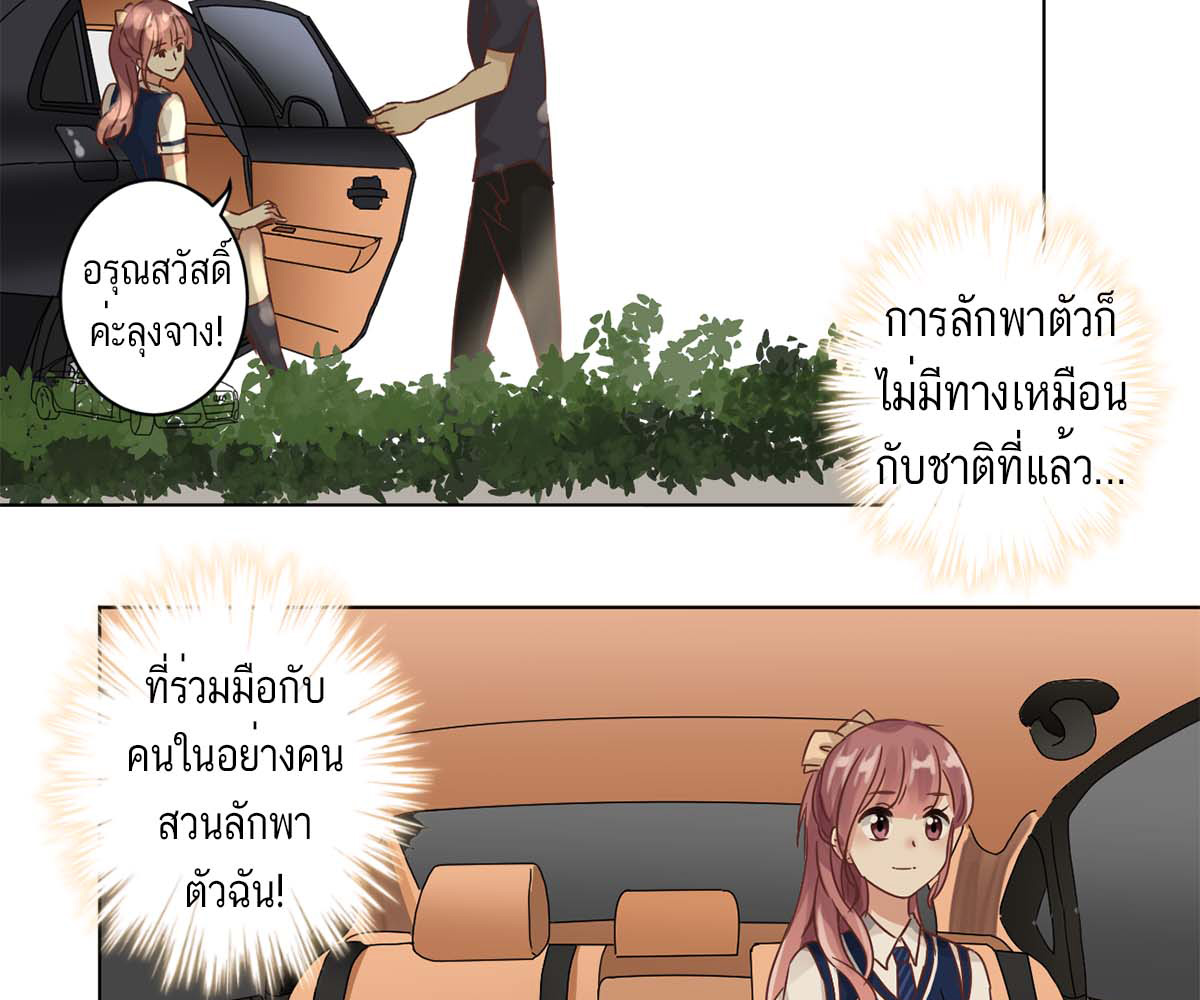 อรุณสวัสดิ์
ค่ะลุงจาง!
การลักพาตัวก็
ไม่มีทางเหมือน
กับชาติที่แล้ว...
ที่ร่วมมือกับ
คนในอย่างคน
สวนลักพา
ตัวฉัน!